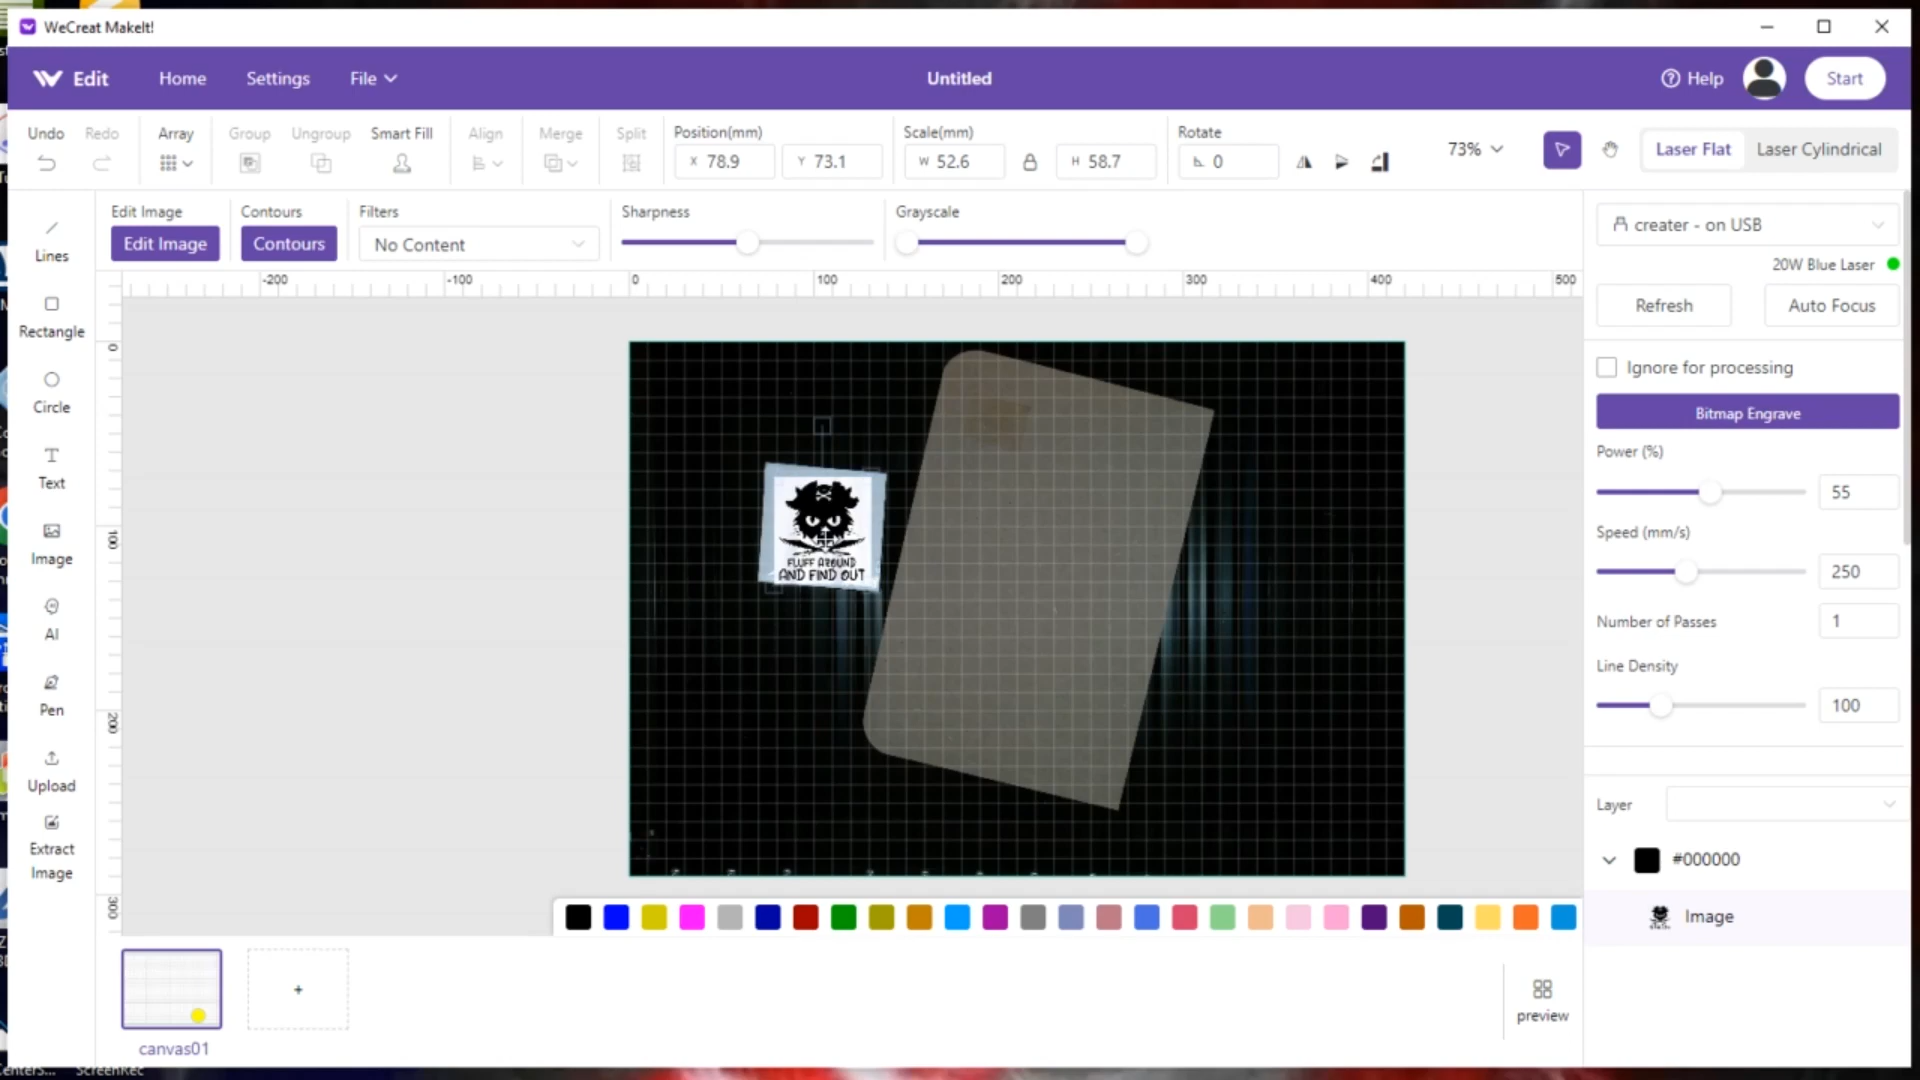 WeCreat MakeIt!
Edit
Home
Settings
File
Untitled
Help
Start
Undo
Redo
Array
Group
Ungroup
Smart Fill
Align
Merge
Split
Position(mm)
X 78.9
Y 73.1
Scale(mm)
W 52.6
H 58.7
Rotate
0
73%
Laser Flat
Laser Cylindrical
Edit Image
Edit Image
Contours
Contours
Filters
No Content
Sharpness
Grayscale
Lines
Rectangle
Circle
Text
Image
AI
Pen
Upload
Extract
Image
-200
-100
0
100
200
300
400
500
0
100
200
300
FLUFF AROUND
AND FIND OUT
creater - on USB
20W Blue Laser
Refresh
Auto Focus
Ignore for processing
Bitmap Engrave
Power (%)
55
Speed (mm/s)
250
Number of Passes
1
Line Density
100
Layer
#000000
Image
+
canvas01
preview
ScreenRec